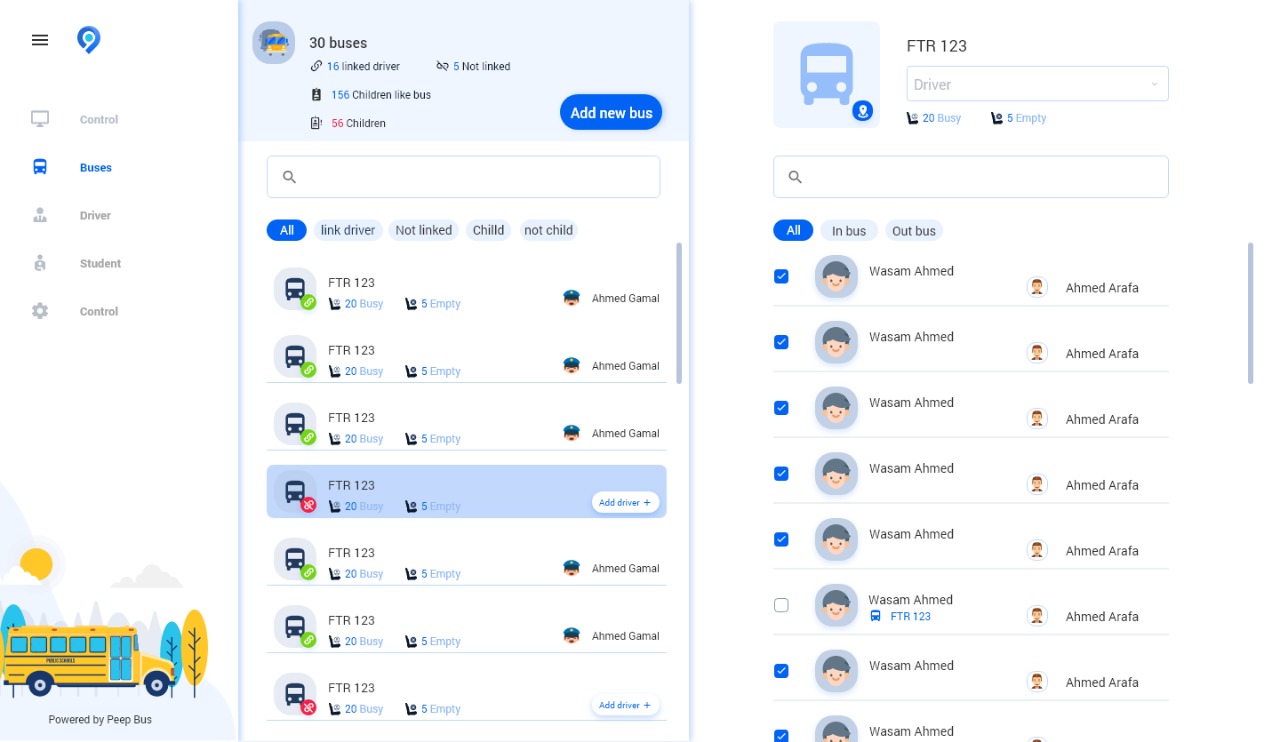 Control
Buses
Driver
Student
Control
PUBLIC SCHOOLS
Powered by Peep Bus
30 buses
16 linked driver
5 Not linked
156 Children like bus
56 Children
Add new bus
All
link driver
Not linked
Chilld
not child
FTR 123
20 Busy
5 Empty
Ahmed Gamal
FTR 123
20 Busy
5 Empty
Ahmed Gamal
FTR 123
20 Busy
5 Empty
Ahmed Gamal
FTR 123
20 Busy
5 Empty
Add driver +
FTR 123
20 Busy
5 Empty
Ahmed Gamal
FTR 123
20 Busy
5 Empty
Ahmed Gamal
FTR 123
20 Busy
5 Empty
Add driver +
FTR 123
Driver
20 Busy
5 Empty
All
In bus
Out bus
Wasam Ahmed
Ahmed Arafa
Wasam Ahmed
Ahmed Arafa
Wasam Ahmed
Ahmed Arafa
Wasam Ahmed
Ahmed Arafa
Wasam Ahmed
Ahmed Arafa
Wasam Ahmed
FTR 123
Ahmed Arafa
Wasam Ahmed
Ahmed Arafa
Wasam Ahmed